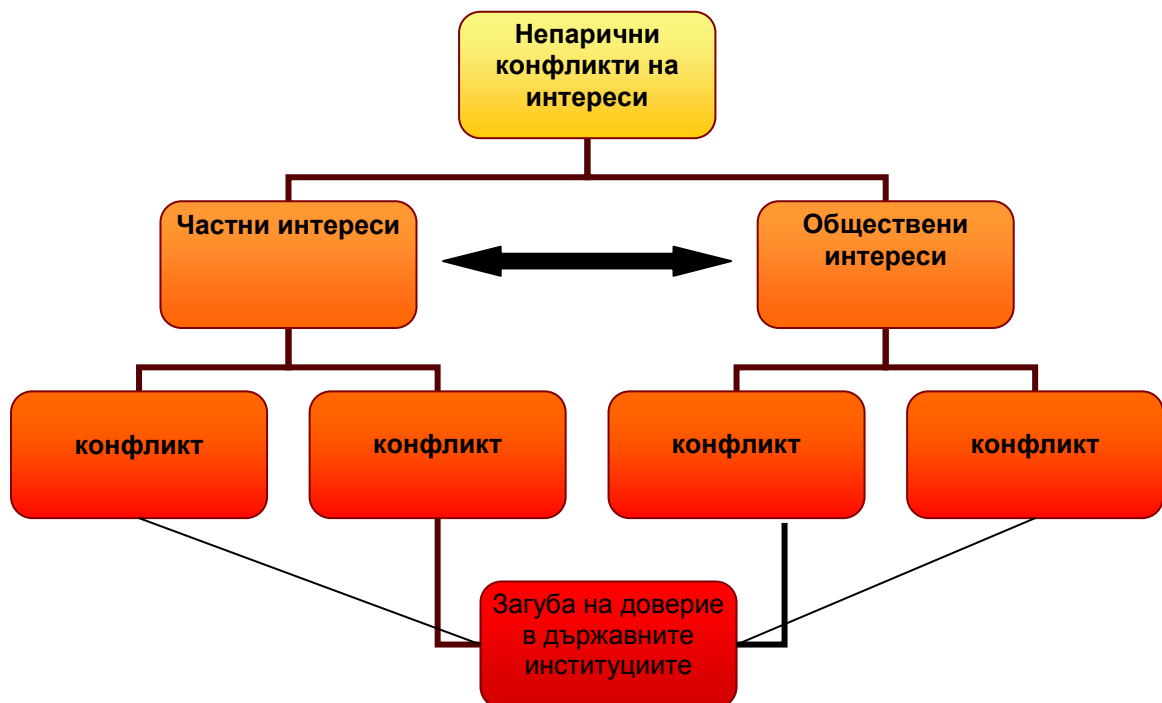 Непарични
конфликти на
интереси
Частни интереси
Обществени
интереси
конфликт
конфликт
конфликт
конфликт
Загуба на доверие
в държавните
институциите